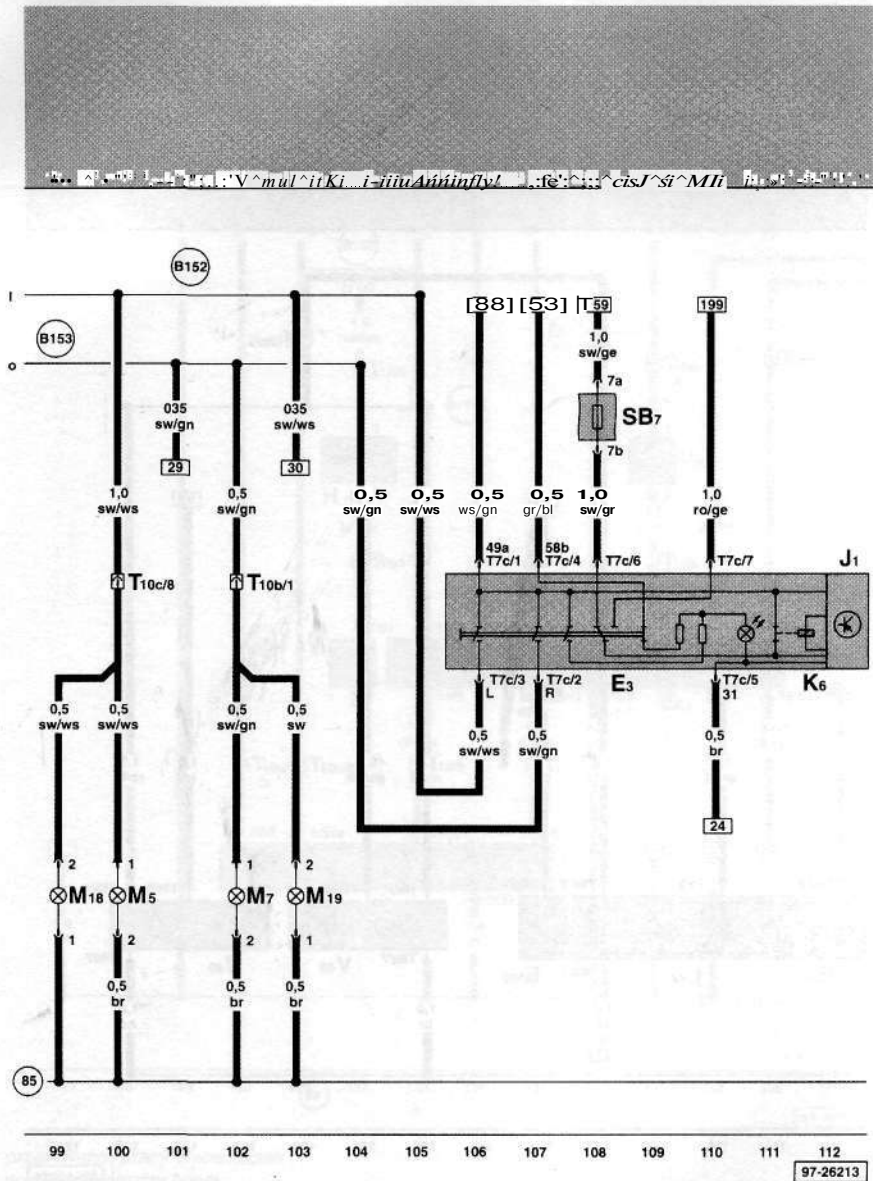 B152
I
[88] [53] 59 199
B153
o
1,0
sw/ge
7a
SB7
7b
035 035
sw/gn sw/ws
29 30
1,0 0,5 0,5 0,5 0,5 0,5 1,0 1,0
sw/ws sw/gn sw/gn sw/ws ws/gn gr/bl sw/gr ro/ge
49a 58b
T7c/1 T7c/4 T7c/6 T7c/7 J1
T10c/8 T10b/1
T7c/3 T7c/2 E3 T7c/5 K6
L R 31
0,5 0,5 0,5 0,5 0,5 0,5 0,5
sw/ws sw/ws sw/gn sw sw/ws sw/gn br
24
2 1 1 2
M18 M5 M7 M19
1 2 2 1
0,5 0,5 0,5
br br br
85
99 100 101 102 103 104 105 106 107 108 109 110 111 112
97-26213